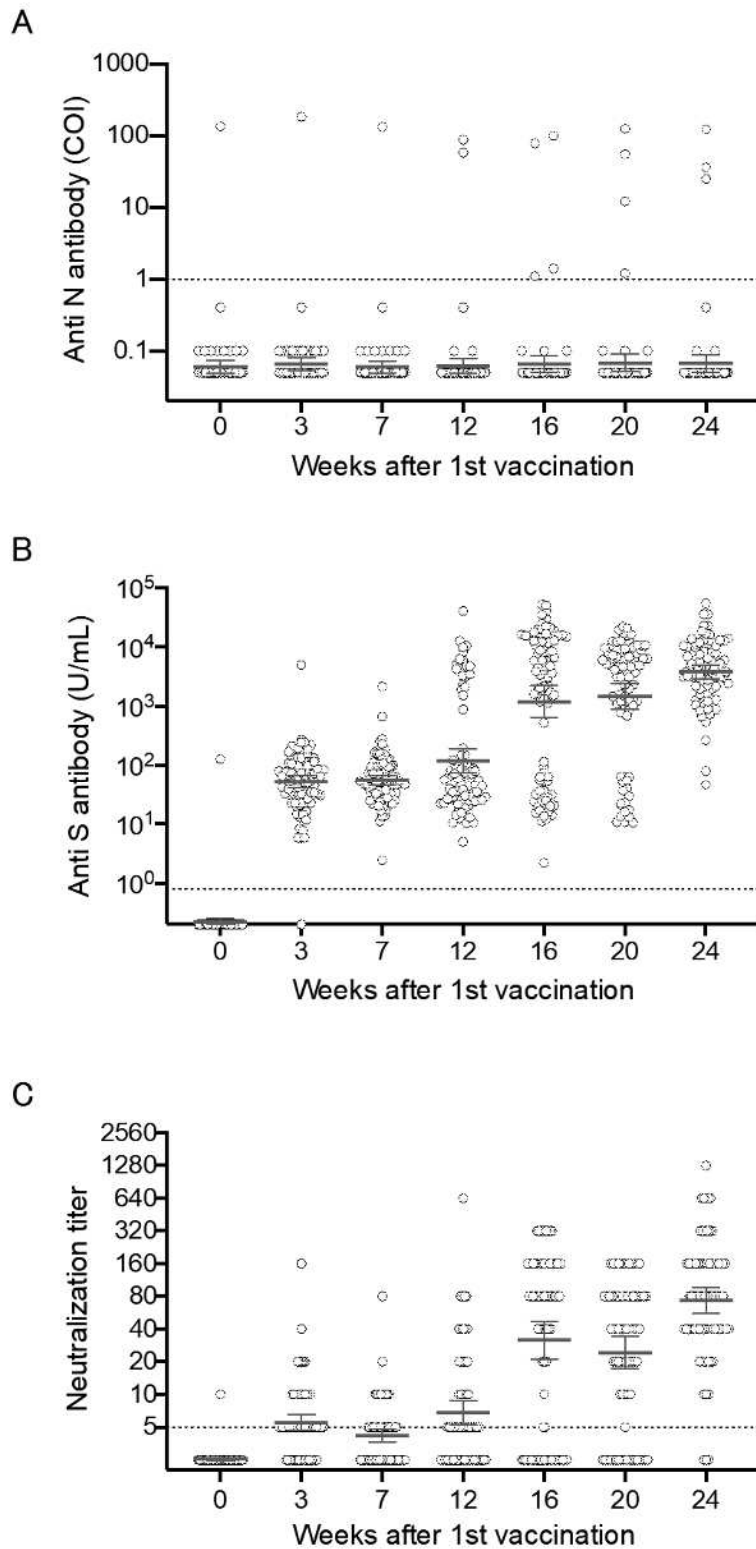 A
Anti N antibody (COI)
1000
100
10
1
0.1
0 3 7 12 16 20 24
Weeks after 1st vaccination
B
Anti S antibody (U/mL)
10⁵
10⁴
10³
10²
10¹
10⁰
0 3 7 12 16 20 24
Weeks after 1st vaccination
C
Neutralization titer
2560
1280
640
320
160
80
40
20
10
5
0 3 7 12 16 20 24
Weeks after 1st vaccination